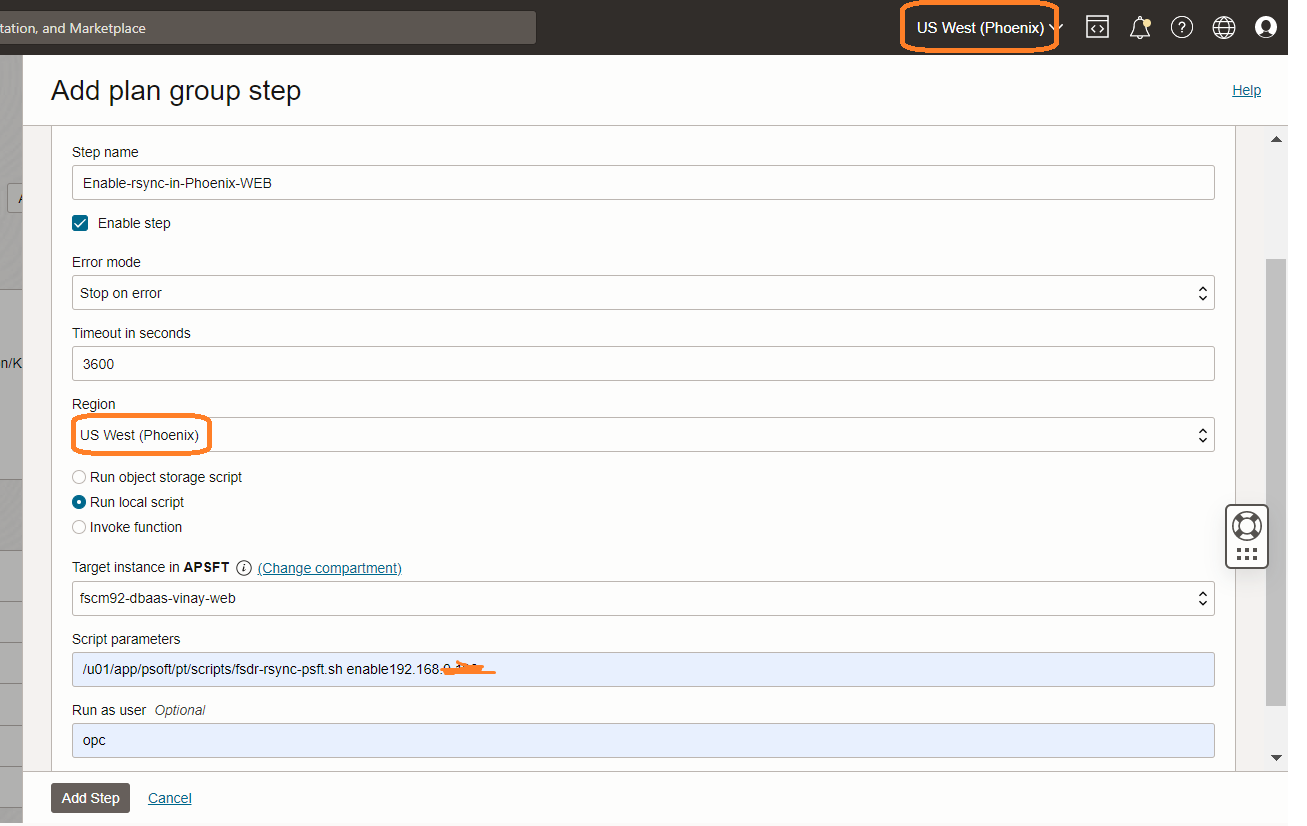 tation, and Marketplace
US West (Phoenix)
Add plan group step
Help
Step name
Enable-rsync-in-Phoenix-WEB
Enable step
Error mode
Stop on error
Timeout in seconds
3600
n/K
Region
US West (Phoenix)
Run object storage script
Run local script
Invoke function
Target instance in APSFT (Change compartment)
fscm92-dbaas-vinay-web
Script parameters
/u01/app/psoft/pt/scripts/fsdr-rsync-psft.sh enable192.168.
Run as user Optional
opc
Add Step
Cancel